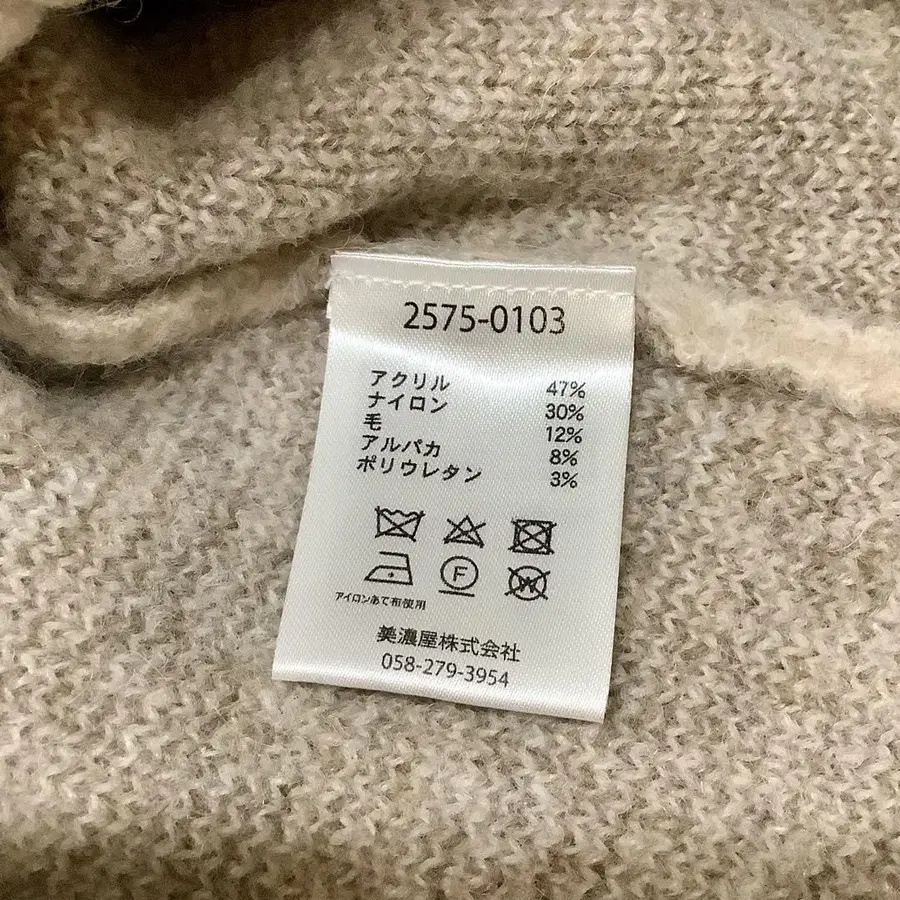 2575-0103
アクリル 47%
ナイロン 30%
毛 12%
アルパカ 8%
ポリウレタン 3%
F W
アイロンあて布使用
美濃屋株式会社
058-279-3954